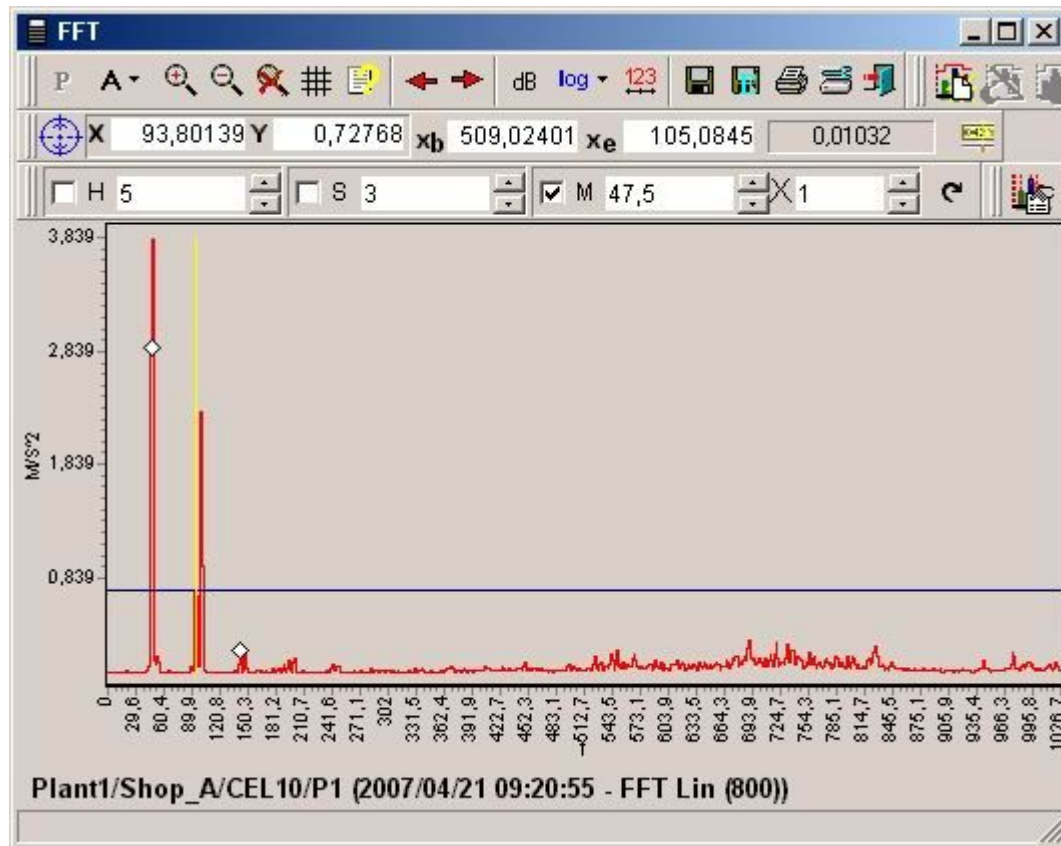 FFT
P A dB log 123
X 93,80139 Y 0,72768 xb 509,02401 xe 105,0845 0,01032
H 5 S 3 M 47,5 X 1
3,839
2,839
1,839
0,839
M/S^2
0 29,6 60,4 89,9 120,8 150,3 181,2 210,7 241,6 271,1 302 331,5 362,4 391,9 422,7 452,3 483,1 512,7 543,5 573,1 603,9 633,5 664,3 693,9 724,7 754,3 785,1 814,7 845,5 875,1 905,9 935,4 966,3 995,8 1026,7
Plant1/Shop_A/CEL10/P1 (2007/04/21 09:20:55 - FFT Lin (800))